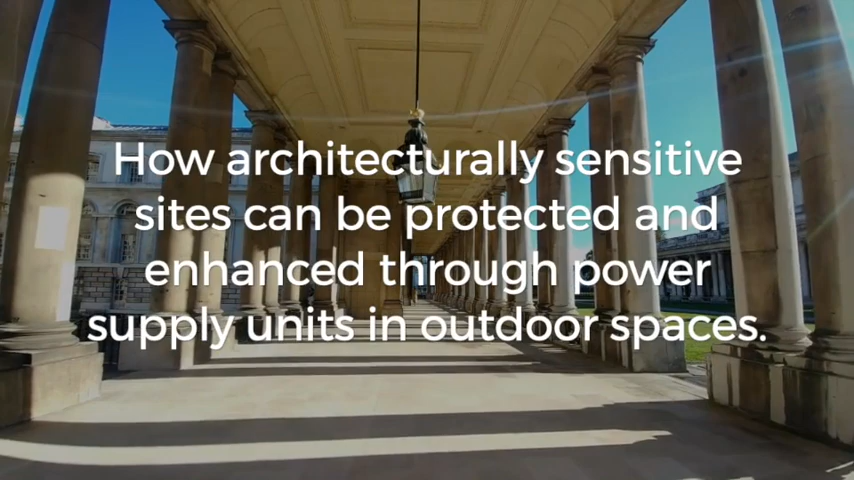 How architecturally sensitive
sites can be protected and
enhanced through power
supply units in outdoor spaces.